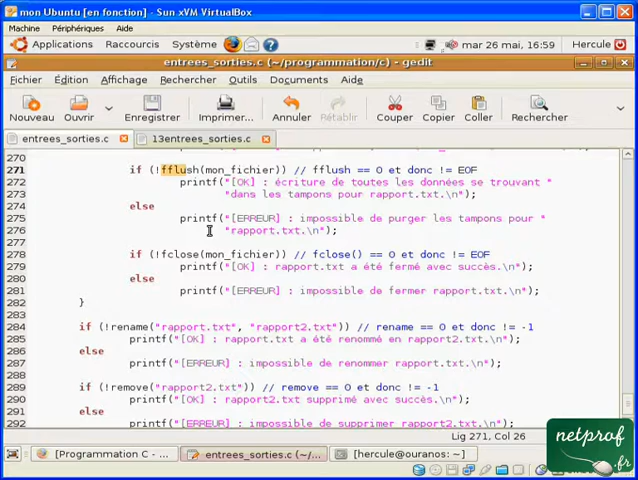 mon Ubuntu [en fonction] - Sun xVM VirtualBox
Machine Périphériques Aide
Applications Raccourcis Système mar 26 mai, 16:59 Hercule
entrees_sorties.c (~/programmation/c) - gedit
Fichier Édition Affichage Rechercher Outils Documents Aide
Nouveau Ouvrir Enregistrer Imprimer... Annuler Couper Copier Coller Rechercher
entrees_sorties.c 13entrees_sorties.c
270
271 if (!fflush(mon_fichier)) // fflush == 0 et donc != EOF
272 printf("[OK] : écriture de toutes les données se trouvant "
273 "dans les tampons pour rapport.txt.\n");
274 else
275 printf("[ERREUR] : impossible de purger les tampons pour "
276 "rapport.txt.\n");
277
278 if (!fclose(mon_fichier)) // fclose() == 0 et donc != EOF
279 printf("[OK] : rapport.txt a été fermé avec succès.\n");
280 else
281 printf("[ERREUR] : impossible de fermer rapport.txt.\n");
282 }
283
284 if (!rename("rapport.txt", "rapport2.txt")) // rename == 0 et donc != -1
285 printf("[OK] : rapport.txt a été renommé en rapport2.txt.\n");
286 else
287 printf("[ERREUR] : impossible de renommer rapport.txt.\n");
288
289 if (!remove("rapport2.txt")) // remove == 0 et donc != -1
290 printf("[OK] : rapport2.txt supprimé avec succès.\n");
291 else
292 printf("[ERREUR] : impossible de supprimer rapport2.txt.\n");
Lig 271, Col 26
[Programmation C - ... entrees_sorties.c (~/... [hercule@ouranos: ~]
netprof
.fr